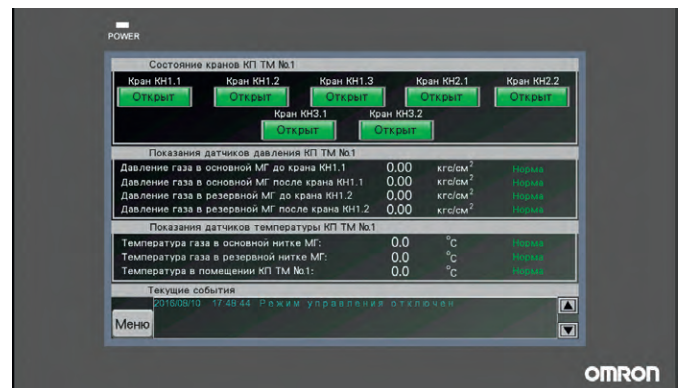 POWER
Состояние кранов КП ТМ №1
Кран КН1.1 Кран КН1.2 Кран КН1.3 Кран КН2.1 Кран КН2.2
Открыт Открыт Открыт Открыт Открыт
Кран КН3.1 Кран КН3.2
Открыт Открыт
Показания датчиков давления КП ТМ №1
Давление газа в основной МГ до крана КН1.1 0.00 кгс/см² Норма
Давление газа в основной МГ после крана КН1.1 0.00 кгс/см² Норма
Давление газа в резервной МГ до крана КН1.2 0.00 кгс/см² Норма
Давление газа в резервной МГ после крана КН1.2 0.00 кгс/см² Норма
Показания датчиков температуры КП ТМ №1
Температура газа в основной нитке МГ: 0.0 °C Норма
Температура газа в резервной нитке МГ: 0.0 °C Норма
Температура в помещении КП ТМ №1: 0.0 °C Норма
Текущие события
2016/08/10 17:48:44 Режим управления отключен
Меню
OMRON